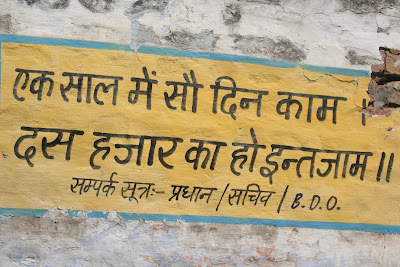 एक साल में सौ दिन काम ।
दस हजार का हो इन्तजाम ॥
सम्पर्क सूत्रः- प्रधान / सचिव / B.D.O.